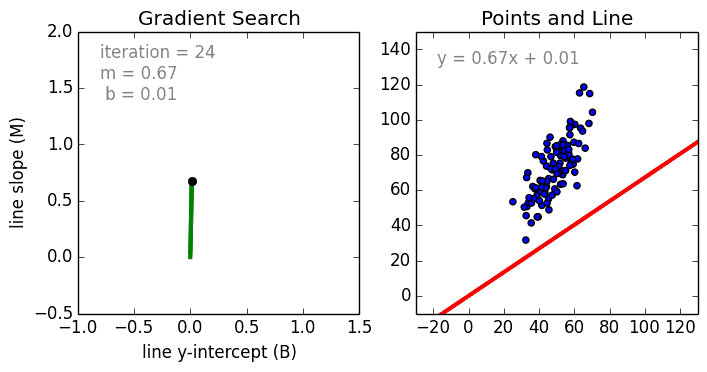 Gradient Search
2.0
1.5
1.0
0.5
0.0
−0.5
iteration = 24
m = 0.67
b = 0.01
line slope (M)
−1.0 −0.5 0.0 0.5 1.0 1.5
line y-intercept (B)
Points and Line
140
120
100
80
60
40
20
0
y = 0.67x + 0.01
−20 0 20 40 60 80 100 120